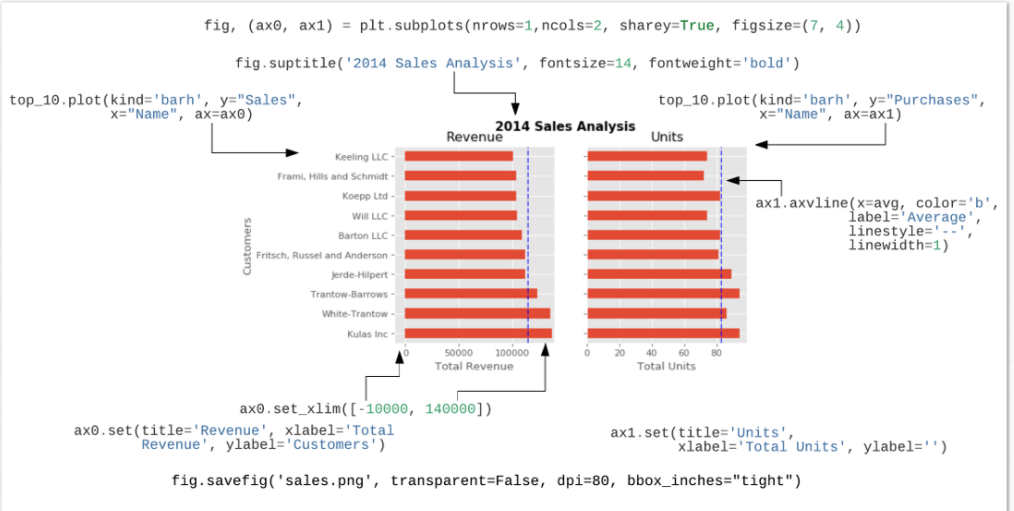 fig, (ax0, ax1) = plt.subplots(nrows=1,ncols=2, sharey=True, figsize=(7, 4))
fig.suptitle('2014 Sales Analysis', fontsize=14, fontweight='bold')
top_10.plot(kind='barh', y="Sales",
x="Name", ax=ax0)
top_10.plot(kind='barh', y="Purchases",
x="Name", ax=ax1)
2014 Sales Analysis
Revenue
Units
Keeling LLC
Frami, Hills and Schmidt
Koepp Ltd
Will LLC
Barton LLC
Fritsch, Russel and Anderson
Jerde-Hilpert
Trantow-Barrows
White-Trantow
Kulas Inc
Customers
0 50000 100000
Total Revenue
0 20 40 60 80
Total Units
ax1.axvline(x=avg, color='b',
label='Average',
linestyle='--',
linewidth=1)
ax0.set_xlim([-10000, 140000])
ax0.set(title='Revenue', xlabel='Total
Revenue', ylabel='Customers')
ax1.set(title='Units',
xlabel='Total Units', ylabel='')
fig.savefig('sales.png', transparent=False, dpi=80, bbox_inches="tight")